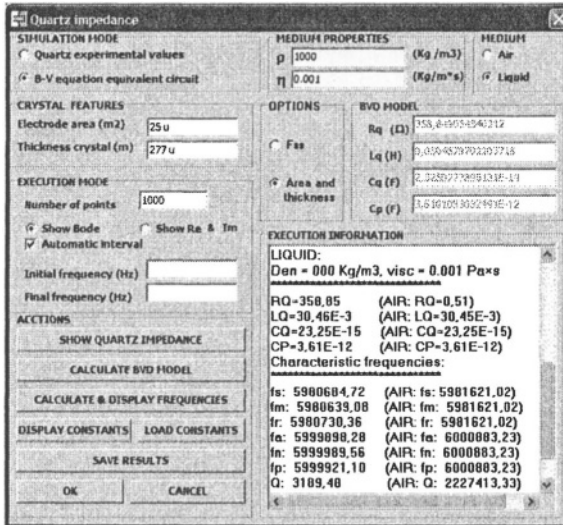 Quartz impedance
SIMULATION MODE
Quartz experimental values
B-V equation equivalent circuit
MEDIUM PROPERTIES
ρ 1000 (Kg /m3)
η 0.001 (Kg/m*s)
MEDIUM
Air
Liquid
CRYSTAL FEATURES
Electrode area (m2) 25u
Thickness crystal (m) 277u
OPTIONS
Fas
Area and
thickness
BVD MODEL
Rq (Ω)
Lq (H)
Cq (F)
Cp (F)
EXECUTION MODE
Number of points 1000
Show Bode Show Re & Im
Automatic interval
Initial frequency (Hz)
Final frequency (Hz)
ACCTIONS
SHOW QUARTZ IMPEDANCE
CALCULATE BVD MODEL
CALCULATE & DISPLAY FREQUENCIES
DISPLAY CONSTANTS LOAD CONSTANTS
SAVE RESULTS
OK CANCEL
EXECUTION INFORMATION
LIQUID:
Den = 000 Kg/m3, visc = 0.001 Pa×s
RQ=358,85 (AIR: RQ=0,51)
LQ=30,46E-3 (AIR: LQ=30,45E-3)
CQ=23,25E-15 (AIR: CQ=23,25E-15)
CP=3,61E-12 (AIR: CP=3,61E-12)
Characteristic frequencies:
fs: 5980684,72 (AIR: fs: 5981621,02)
fm: 5980639,08 (AIR: fm: 5981621,02)
fr: 5980730,36 (AIR: fr: 5981621,02)
fa: 5999898,28 (AIR: fa: 6000883,23)
fn: 5999989,56 (AIR: fn: 6000883,23)
fp: 5999921,10 (AIR: fp: 6000883,23)
Q: 3189,48 (AIR: Q: 2227413,33)